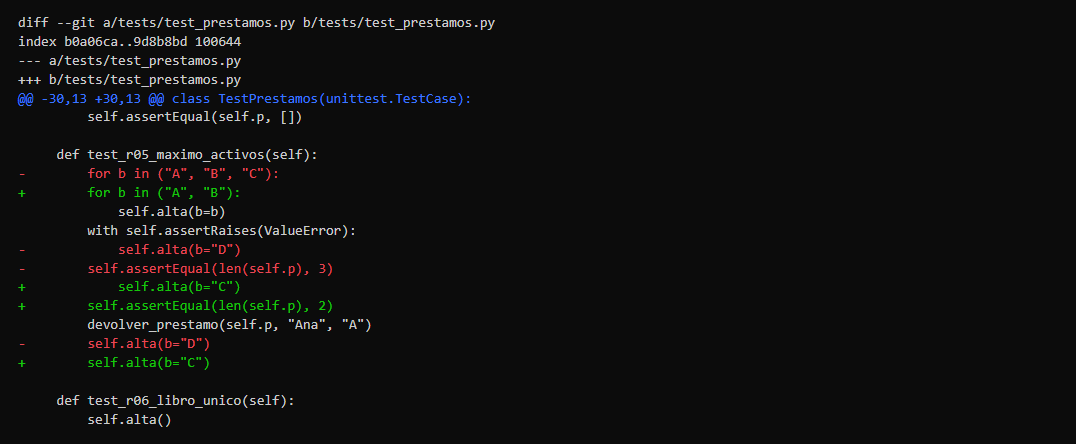 diff --git a/tests/test_prestamos.py b/tests/test_prestamos.py
index b0a06ca..9d8b8bd 100644
--- a/tests/test_prestamos.py
+++ b/tests/test_prestamos.py
@@ -30,13 +30,13 @@ class TestPrestamos(unittest.TestCase):
         self.assertEqual(self.p, [])

     def test_r05_maximo_activos(self):
-        for b in ("A", "B", "C"):
+        for b in ("A", "B"):
             self.alta(b=b)
         with self.assertRaises(ValueError):
-            self.alta(b="D")
-        self.assertEqual(len(self.p), 3)
+            self.alta(b="C")
+        self.assertEqual(len(self.p), 2)
         devolver_prestamo(self.p, "Ana", "A")
-        self.alta(b="D")
+        self.alta(b="C")

     def test_r06_libro_unico(self):
         self.alta()